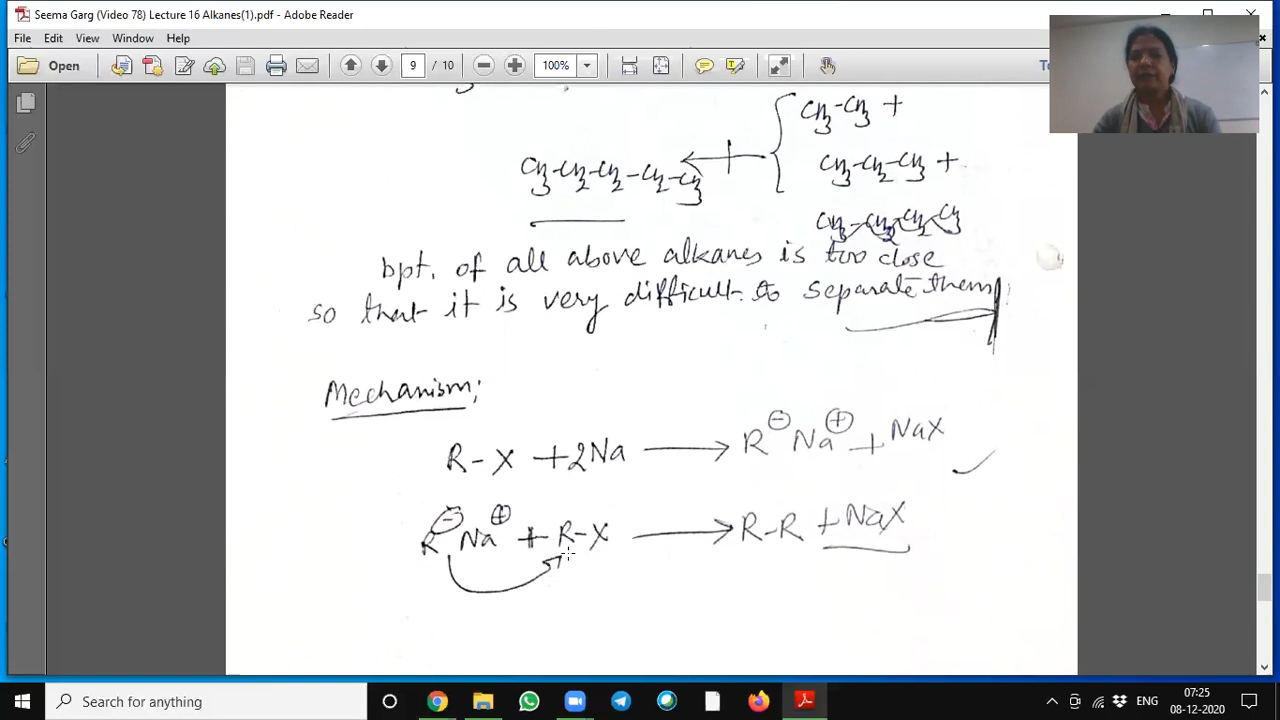 Seema Garg (Video 78) Lecture 16 Alkanes(1).pdf - Adobe Reader
File Edit View Window Help
Open 9 / 10 100%
CH3-CH3 +
CH3-CH2-CH2-CH2-CH3 CH3-CH2-CH3 +
CH3-CH2-CH2-CH3
bpt. of all above alkanes is too close
so that it is very difficult to separate them
Mechanism;
R-X + 2Na → R⊖ Na⊕ + NaX
R⊖ Na⊕ + R-X → R-R + NaX
Search for anything
ENG
07:25
08-12-2020